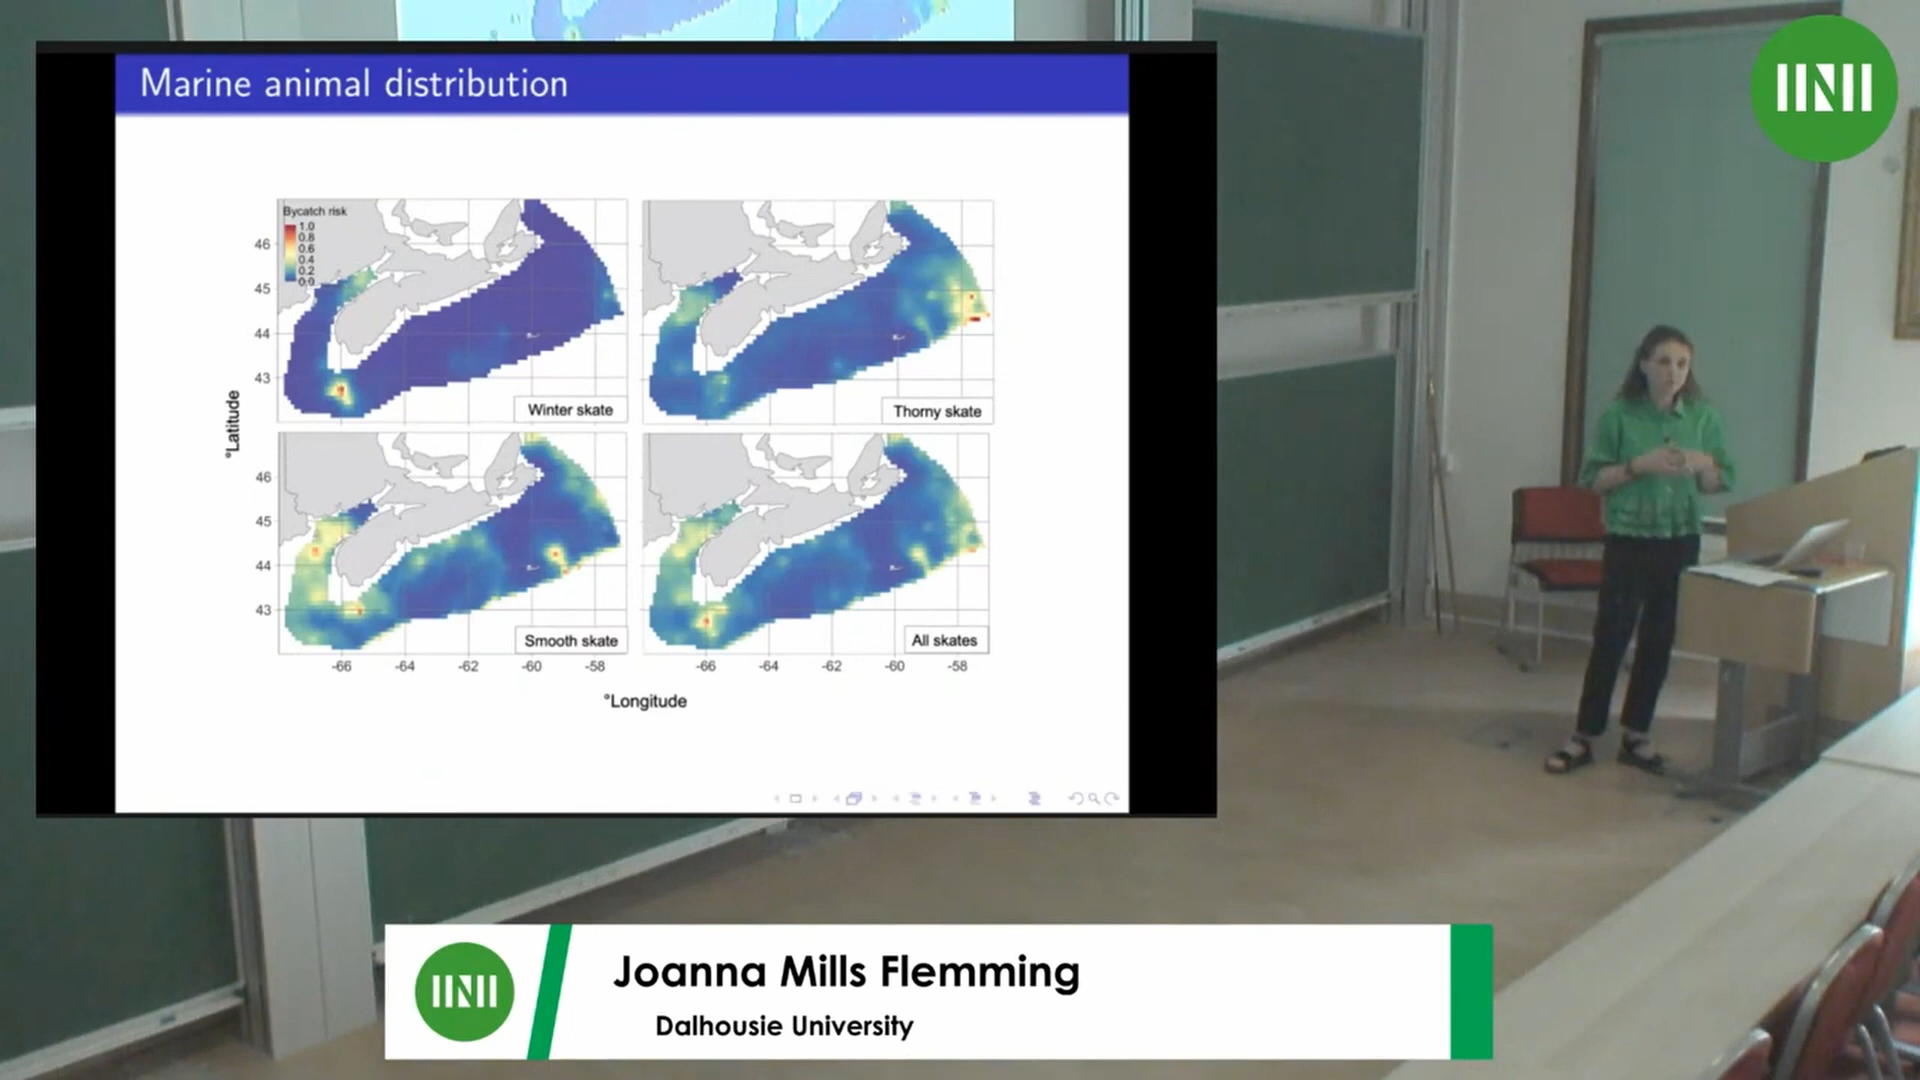 Marine animal distribution
Bycatch risk
1.0
0.8
0.6
0.4
0.2
0.0
46
45
44
43
Winter skate
Thorny skate
°Latitude
46
45
44
43
Smooth skate
All skates
-66 -64 -62 -60 -58
-66 -64 -62 -60 -58
°Longitude
Joanna Mills Flemming
Dalhousie University